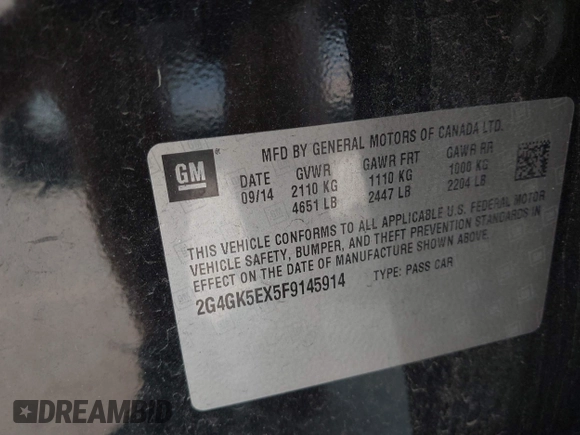 MFD BY GENERAL MOTORS OF CANADA LTD.
GM
DATE GVWR GAWR FRT GAWR RR
09/14 2110 KG 1110 KG 1000 KG
4651 LB 2447 LB 2204 LB
THIS VEHICLE CONFORMS TO ALL APPLICABLE U.S. FEDERAL MOTOR
VEHICLE SAFETY, BUMPER, AND THEFT PREVENTION STANDARDS IN
EFFECT ON THE DATE OF MANUFACTURE SHOWN ABOVE.
2G4GK5EX5F9145914 TYPE: PASS CAR
DREAMBID